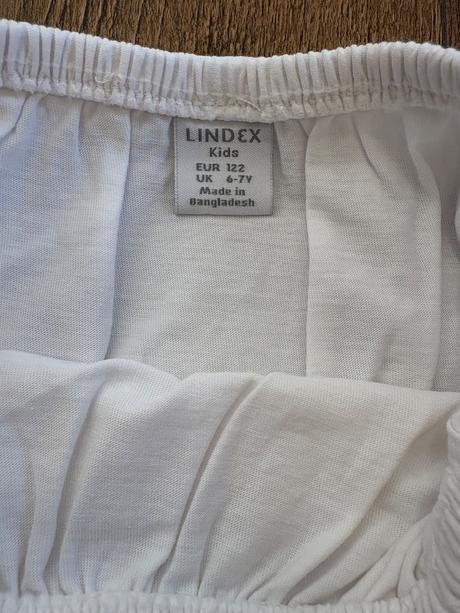 LINDEX
Kids
EUR 122
UK 6-7Y
Made in
Bangladesh